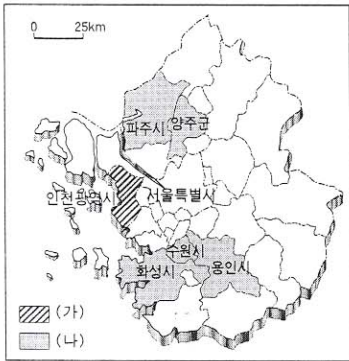 0 25km
파주시 양주군
인천광역시 서울특별시
수원시
화성시 용인시
(가)
(나)